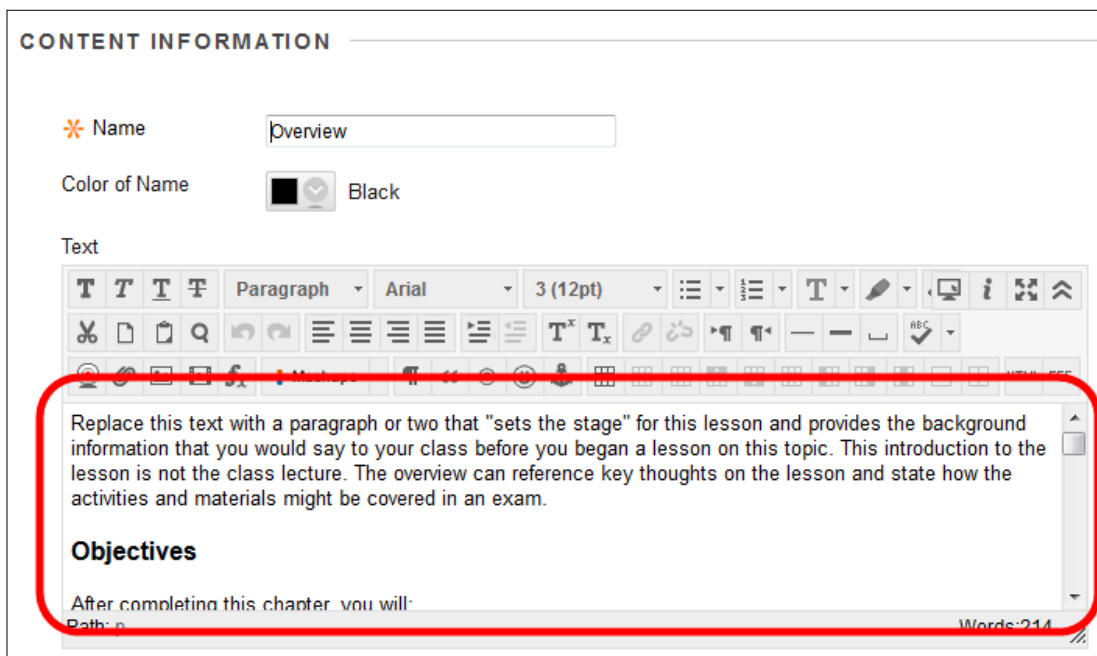 CONTENT INFORMATION
Name
Overview
Color of Name
Black
Text
T T T T Paragraph Arial 3 (12pt) T
ABC
Replace this text with a paragraph or two that "sets the stage" for this lesson and provides the background
information that you would say to your class before you began a lesson on this topic. This introduction to the
lesson is not the class lecture. The overview can reference key thoughts on the lesson and state how the
activities and materials might be covered in an exam.
Objectives
After completing this chapter, you will:
Path: p
Words:214